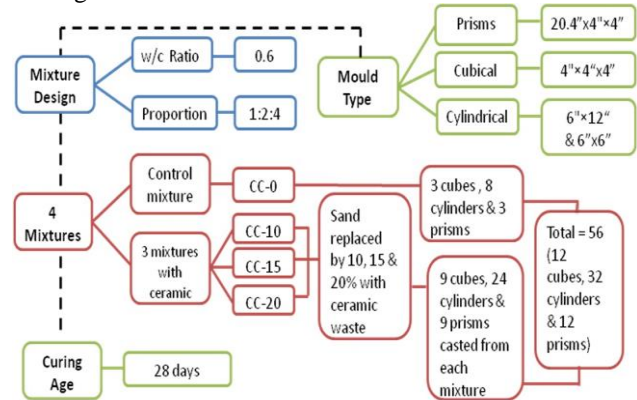 Mixture
Design
w/c Ratio
0.6
Proportion
1:2:4
Mould
Type
Prisms
20.4”x4"×4”
Cubical
4"×4“x4”
Cylindrical
6"×12“
& 6”x6”
4
Mixtures
Control
mixture
CC-0
3 cubes , 8
cylinders & 3
prisms
3 mixtures
with
ceramic
CC-10
CC-15
CC-20
Sand
replaced
by 10, 15 &
20% with
ceramic
waste
9 cubes, 24
cylinders &
9 prisms
casted from
each
mixture
Total = 56
(12
cubes, 32
cylinders
& 12
prisms)
Curing
Age
28 days